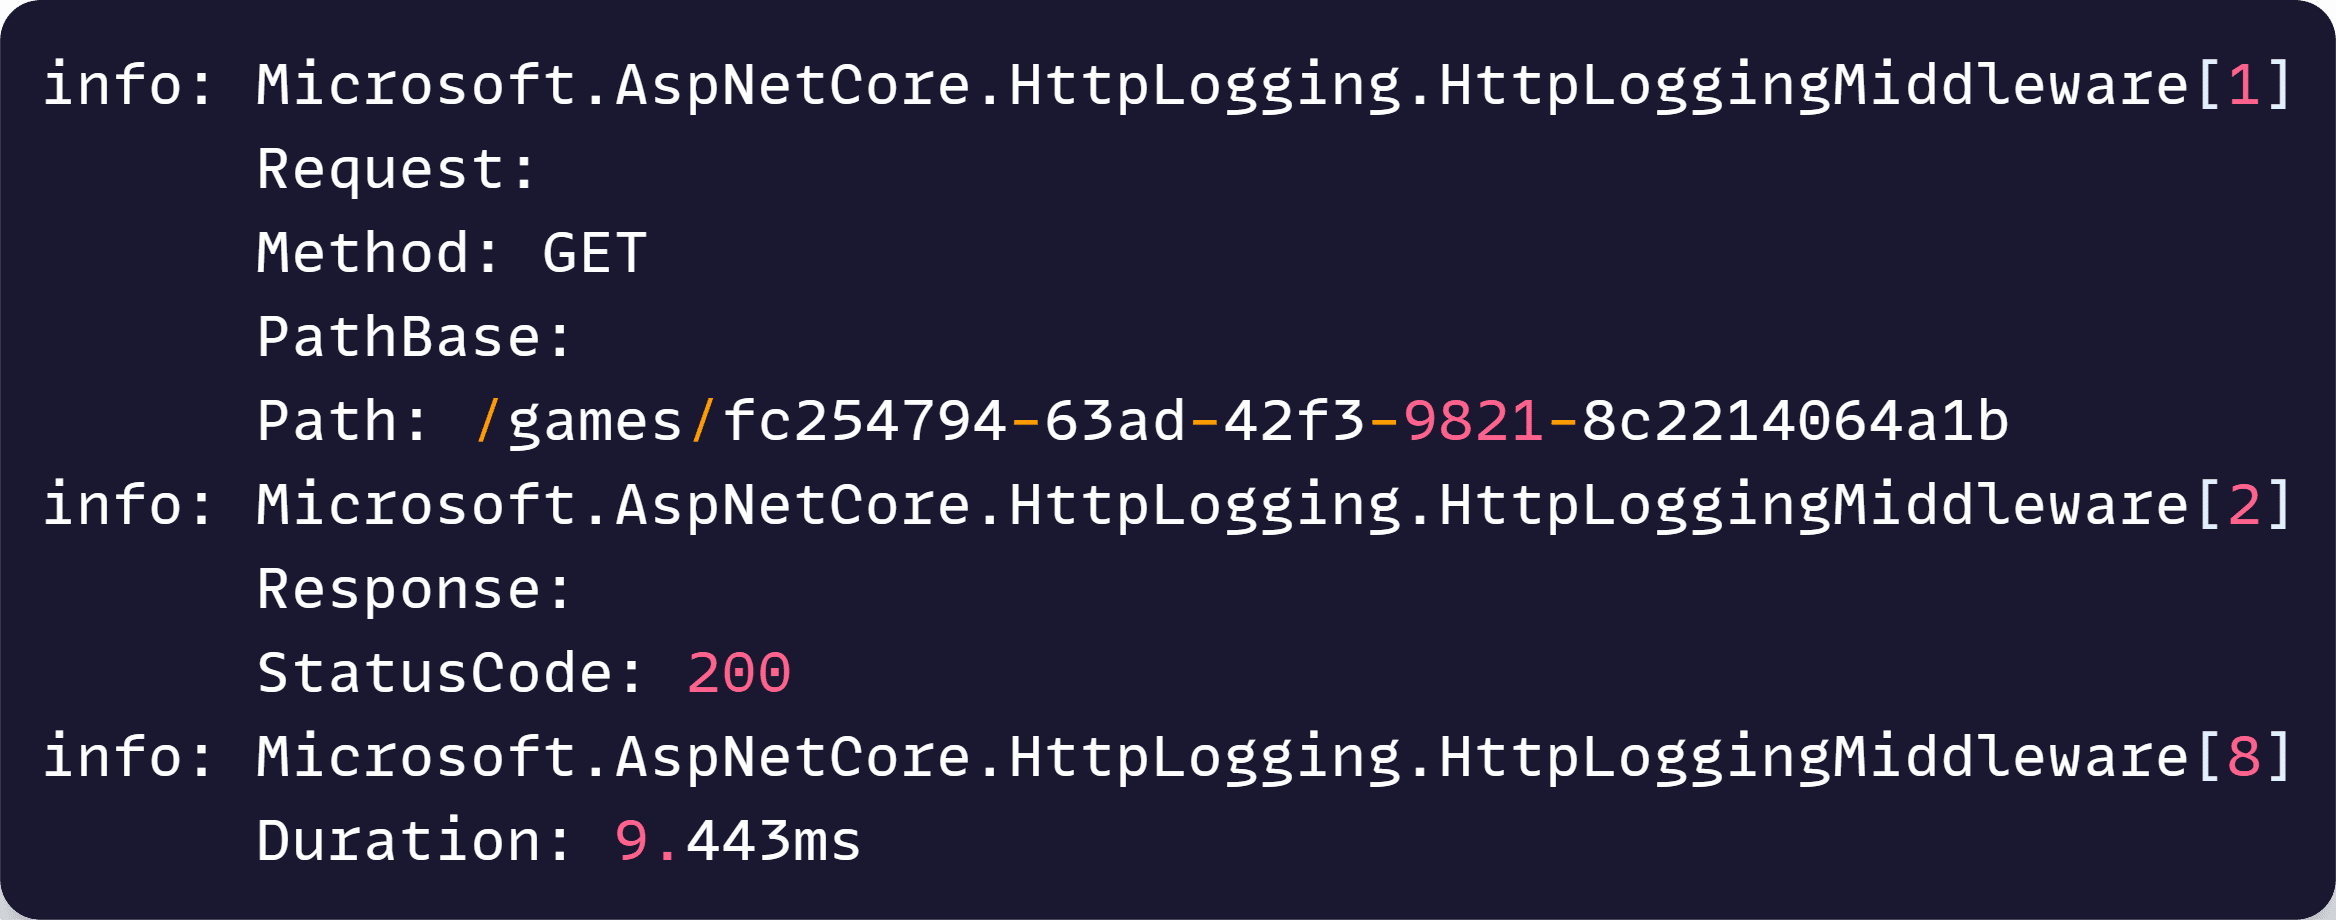 info: Microsoft.AspNetCore.HttpLogging.HttpLoggingMiddleware[1]
Request:
Method: GET
PathBase:
Path: /games/fc254794-63ad-42f3-9821-8c2214064a1b
info: Microsoft.AspNetCore.HttpLogging.HttpLoggingMiddleware[2]
Response:
StatusCode: 200
info: Microsoft.AspNetCore.HttpLogging.HttpLoggingMiddleware[8]
Duration: 9.443ms